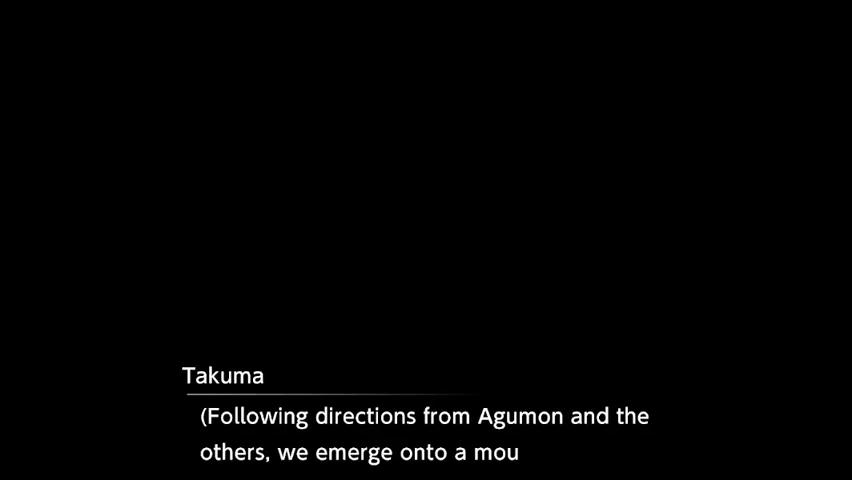 Takuma
(Following directions from Agumon and the
others, we emerge onto a mou